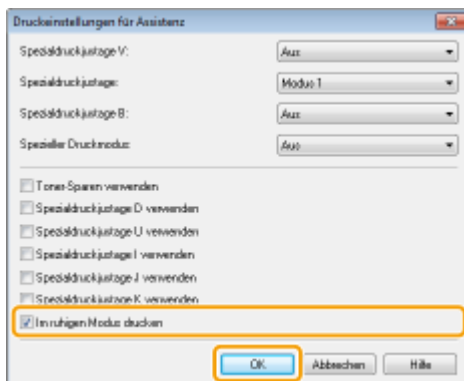 Druckeinstellungen für Assistenz
Spezialdruckjustage V: Aus
Spezialdruckjustage: Modus 1
Spezialdruckjustage B: Aus
Spezieller Druckmodus: Aus
Toner-Sparen verwenden
Spezialdruckjustage D verwenden
Spezialdruckjustage U verwenden
Spezialdruckjustage I verwenden
Spezialdruckjustage J verwenden
Spezialdruckjustage K verwenden
Im ruhigen Modus drucken
OK Abbrechen Hilfe